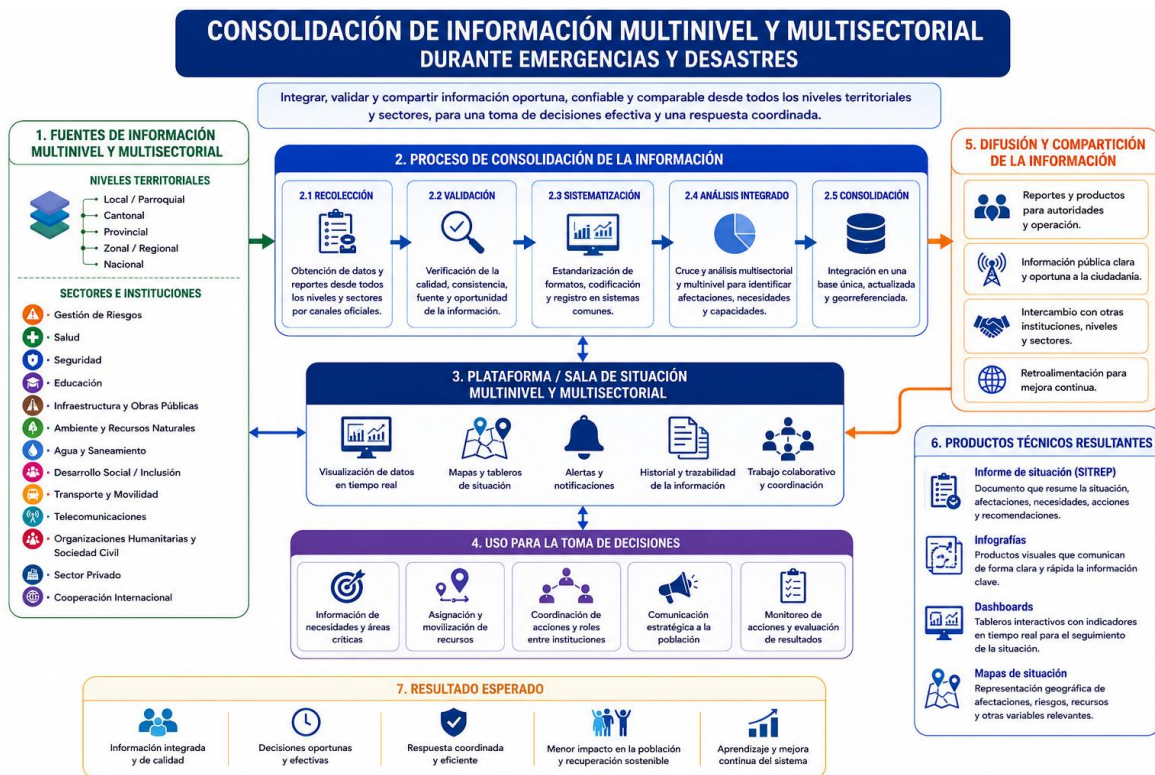 CONSOLIDACIÓN DE INFORMACIÓN MULTINIVEL Y MULTISECTORIAL
DURANTE EMERGENCIAS Y DESASTRES
Integrar, validar y compartir información oportuna, confiable y comparable desde todos los niveles territoriales
y sectores, para una toma de decisiones efectiva y una respuesta coordinada.
1. FUENTES DE INFORMACIÓN
MULTINIVEL Y MULTISECTORIAL
NIVELES TERRITORIALES
Local / Parroquial
Cantonal
Provincial
Zonal / Regional
Nacional
SECTORES E INSTITUCIONES
• Gestión de Riesgos
• Salud
• Seguridad
• Educación
• Infraestructura y Obras Públicas
• Ambiente y Recursos Naturales
• Agua y Saneamiento
• Desarrollo Social / Inclusión
• Transporte y Movilidad
• Telecomunicaciones
• Organizaciones Humanitarias y
Sociedad Civil
• Sector Privado
• Cooperación Internacional
2. PROCESO DE CONSOLIDACIÓN DE LA INFORMACIÓN
2.1 RECOLECCIÓN
Obtención de datos y
reportes desde todos
los niveles y sectores
por canales oficiales.
2.2 VALIDACIÓN
Verificación de la
calidad, consistencia,
fuente y oportunidad
de la información.
2.3 SISTEMATIZACIÓN
Estandarización de
formatos, codificación
y registro en sistemas
comunes.
2.4 ANÁLISIS INTEGRADO
Cruce y análisis multisectorial
y multinivel para identificar
afectaciones, necesidades
y capacidades.
2.5 CONSOLIDACIÓN
Integración en una
base única, actualizada
y georreferenciada.
3. PLATAFORMA / SALA DE SITUACIÓN
MULTINIVEL Y MULTISECTORIAL
Visualización de datos
en tiempo real
Mapas y tableros
de situación
Alertas y
notificaciones
Historial y trazabilidad
de la información
Trabajo colaborativo
y coordinación
4. USO PARA LA TOMA DE DECISIONES
Información de
necesidades y áreas
críticas
Asignación y
movilización de
recursos
Coordinación de
acciones y roles
entre instituciones
Comunicación
estratégica a la
población
Monitoreo de
acciones y evaluación
de resultados
5. DIFUSIÓN Y COMPARTICIÓN
DE LA INFORMACIÓN
Reportes y productos
para autoridades
y operación.
Información pública clara
y oportuna a la ciudadanía.
Intercambio con otras
instituciones, niveles
y sectores.
Retroalimentación para
mejora continua.
6. PRODUCTOS TÉCNICOS RESULTANTES
Informe de situación (SITREP)
Documento que resume la situación,
afectaciones, necesidades, acciones
y recomendaciones.
Infografías
Productos visuales que comunican
de forma clara y rápida la información
clave.
Dashboards
Tableros interactivos con indicadores
en tiempo real para el seguimiento
de la situación.
Mapas de situación
Representación geográfica de
afectaciones, riesgos, recursos
y otras variables relevantes.
7. RESULTADO ESPERADO
Información integrada
y de calidad
Decisiones oportunas
y efectivas
Respuesta coordinada
y eficiente
Menor impacto en la población
y recuperación sostenible
Aprendizaje y mejora
continua del sistema